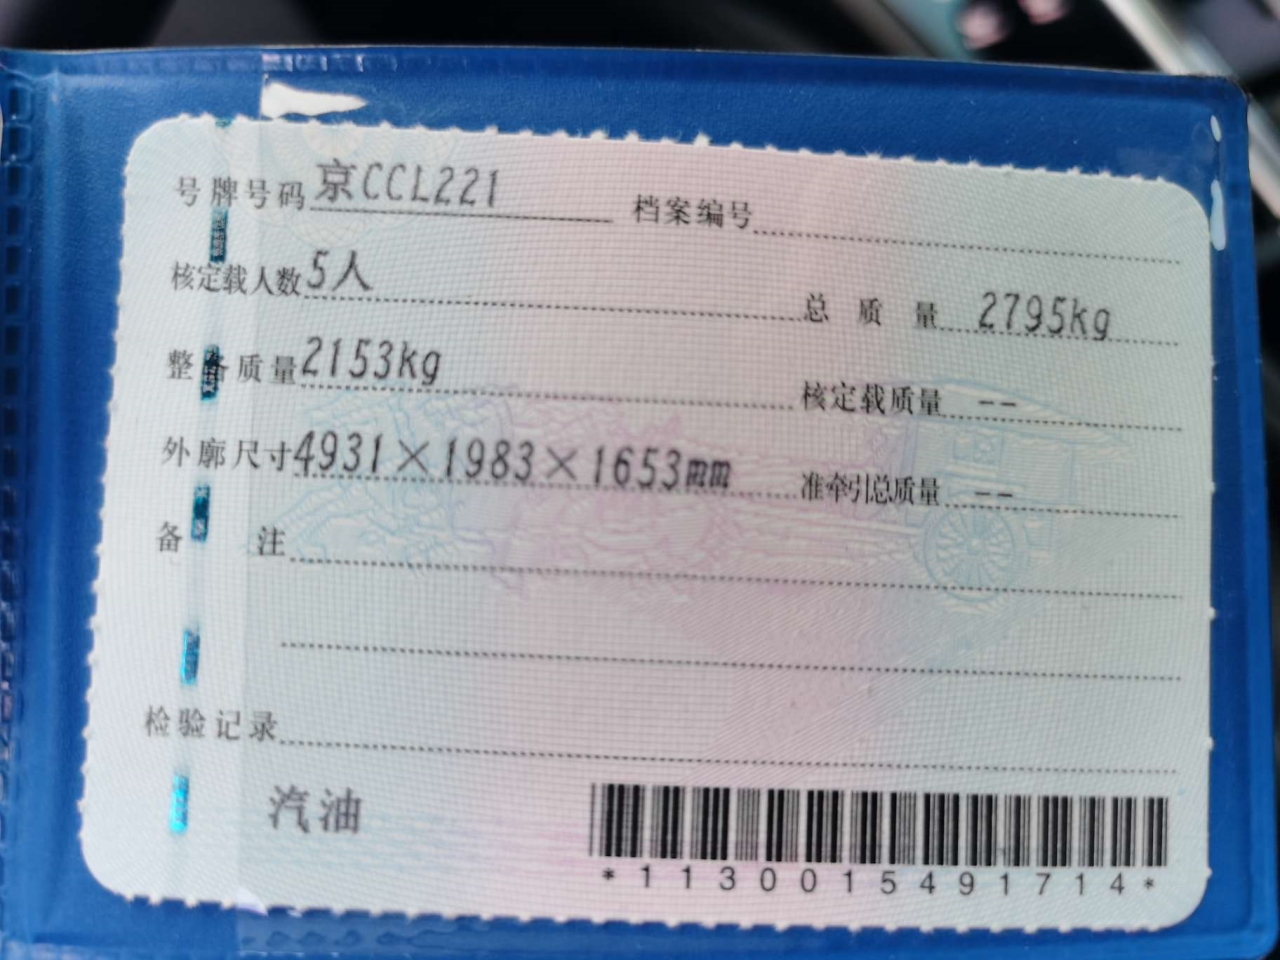 号牌号码 京CCL221 档案编号
核定载人数 5人 总质量 2795kg
整备质量 2153kg 核定载质量 --
外廓尺寸 4931×1983×1653mm 准牵引总质量 --
备注
检验记录
汽油
*1130015491714*